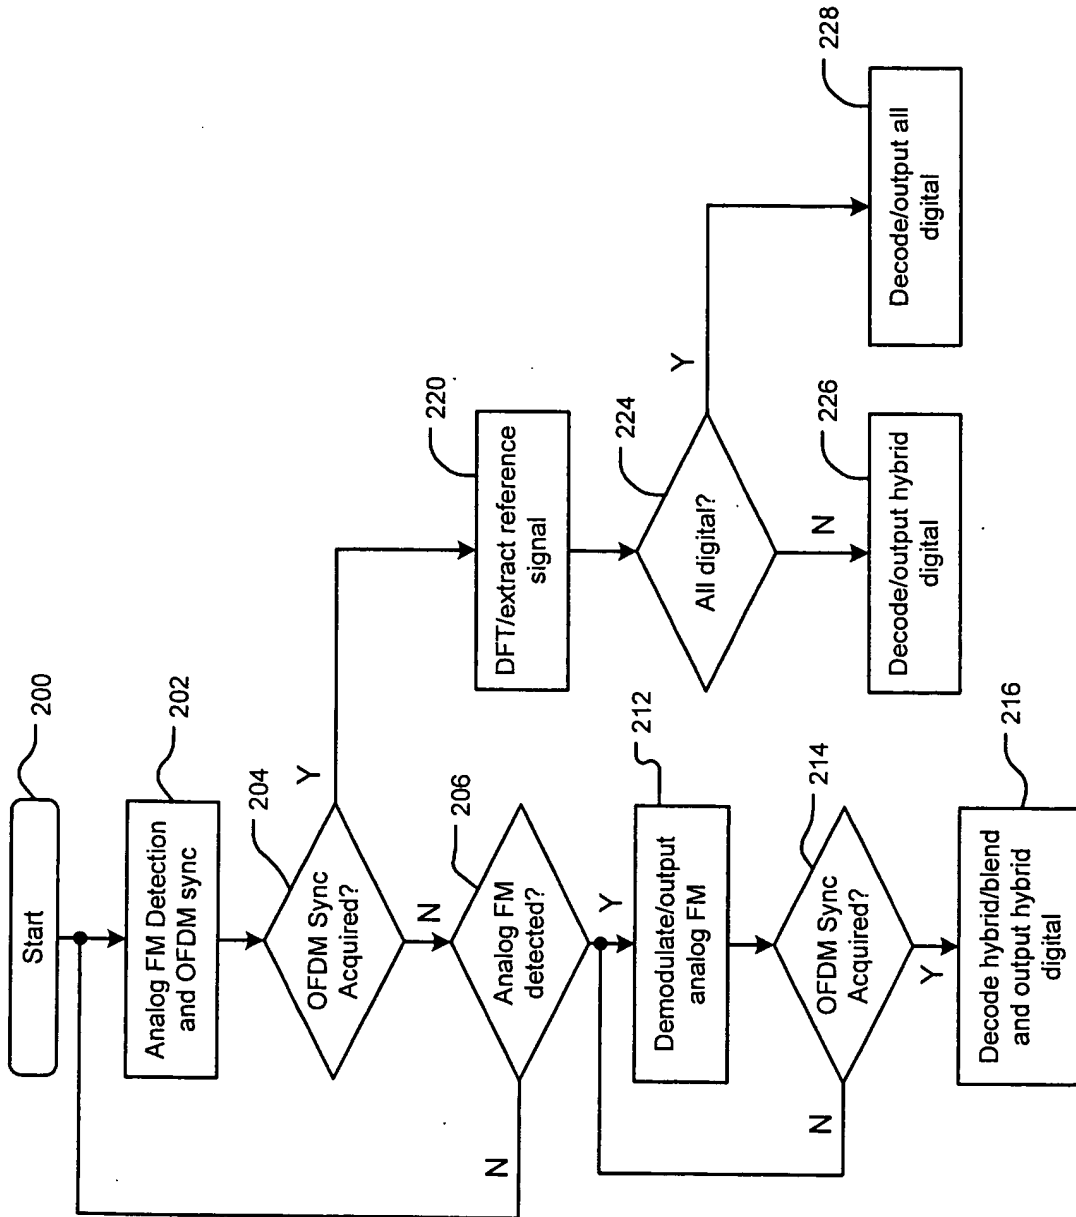 Start
200
Analog FM Detection
and OFDM sync
202
OFDM Sync
Acquired?
204
Y
N
Analog FM
detected?
206
N
Y
Demodulate/output
analog FM
212
OFDM Sync
Acquired?
214
N
Y
Decode hybrid/blend
and output hybrid
digital
216
DFT/extract reference
signal
220
All digital?
224
Y
N
Decode/output hybrid
digital
226
Decode/output all
digital
228